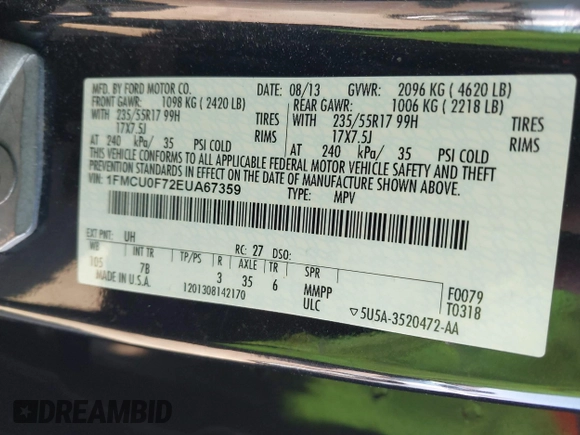 MFD. BY FORD MOTOR CO.
DATE: 08/13 GVWR: 2096 KG ( 4620 LB)
FRONT GAWR: 1098 KG ( 2420 LB) REAR GAWR: 1006 KG ( 2218 LB)
WITH 235/55R17 99H TIRES WITH 235/55R17 99H TIRES
17X7.5J RIMS 17X7.5J RIMS
AT 240 kPa/ 35 PSI COLD AT 240 kPa/ 35 PSI COLD
THIS VEHICLE CONFORMS TO ALL APPLICABLE FEDERAL MOTOR VEHICLE SAFETY AND THEFT
PREVENTION STANDARDS IN EFFECT ON THE DATE OF MANUFACTURE SHOWN ABOVE.
VIN: 1FMCU0F72EUA67359 TYPE: MPV
EXT PNT: UH RC: 27 DSO:
WB INT TR TP/PS R AXLE TR SPR
105 7B 3 35 6 MMPP F0079
MADE IN U.S.A. 1201308142170 ULC T0318
▽5U5A-3520472-AA
DREAMBID